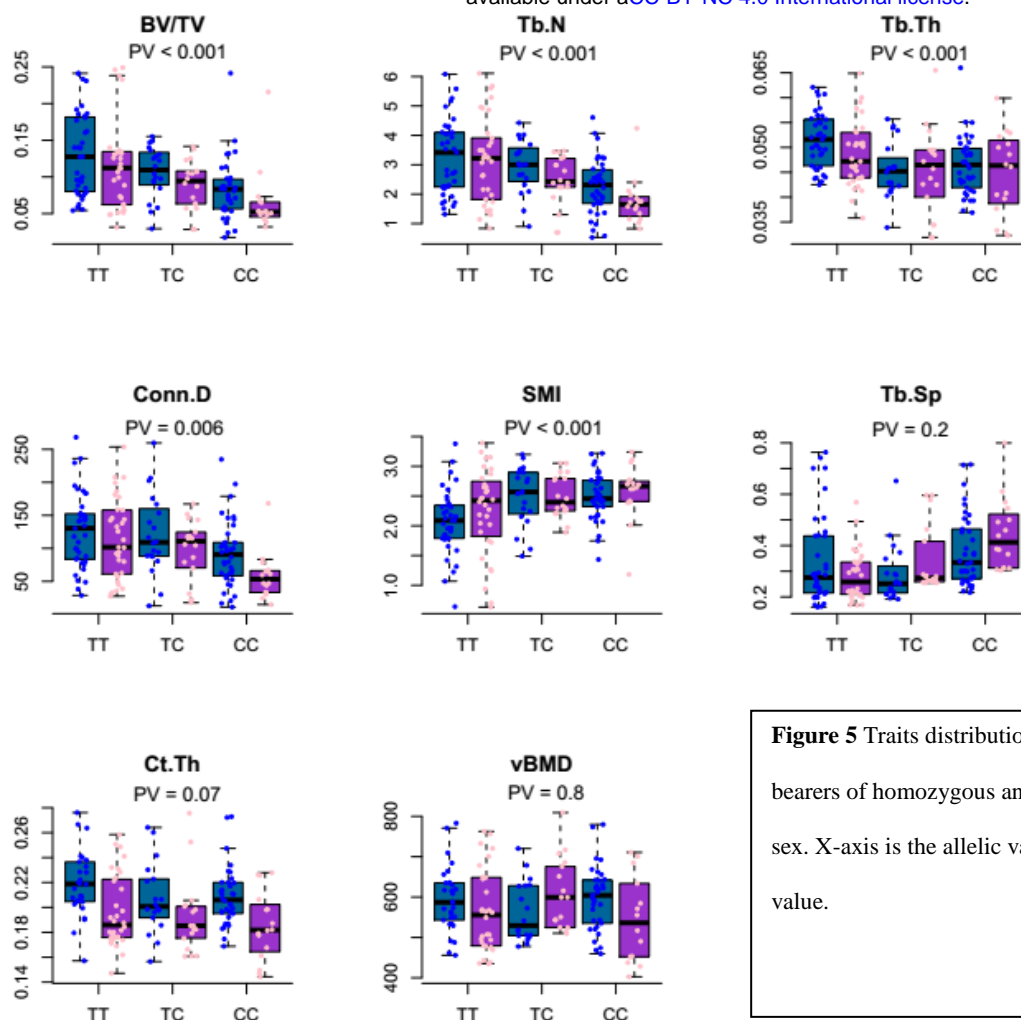 available under aCC-BY-NC 4.0 International license.
BV/TV
PV < 0.001
0.05 0.15 0.25
TT TC CC
Tb.N
PV < 0.001
1 2 3 4 5 6
TT TC CC
Tb.Th
PV < 0.001
0.035 0.050 0.065
TT TC CC
Conn.D
PV = 0.006
50 150 250
TT TC CC
SMI
PV < 0.001
1.0 2.0 3.0
TT TC CC
Tb.Sp
PV = 0.2
0.2 0.4 0.6 0.8
TT TC CC
Ct.Th
PV = 0.07
0.14 0.18 0.22 0.26
TT TC CC
vBMD
PV = 0.8
400 600 800
TT TC CC
Figure 5 Traits distributio
bearers of homozygous an
sex. X-axis is the allelic va
value.